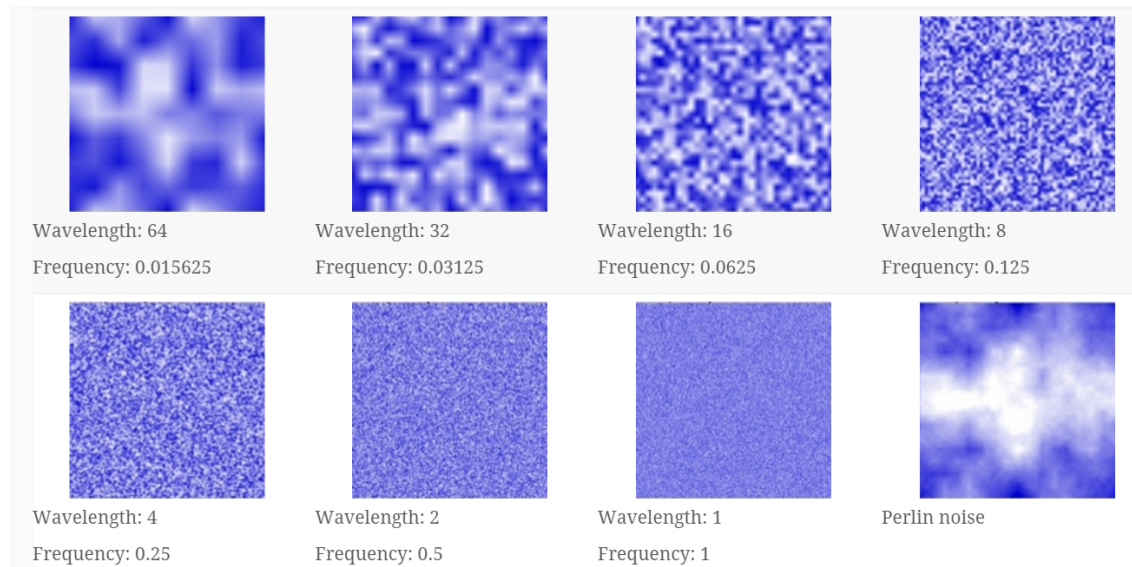 Wavelength: 64
Frequency: 0.015625
Wavelength: 32
Frequency: 0.03125
Wavelength: 16
Frequency: 0.0625
Wavelength: 8
Frequency: 0.125
Wavelength: 4
Frequency: 0.25
Wavelength: 2
Frequency: 0.5
Wavelength: 1
Frequency: 1
Perlin noise